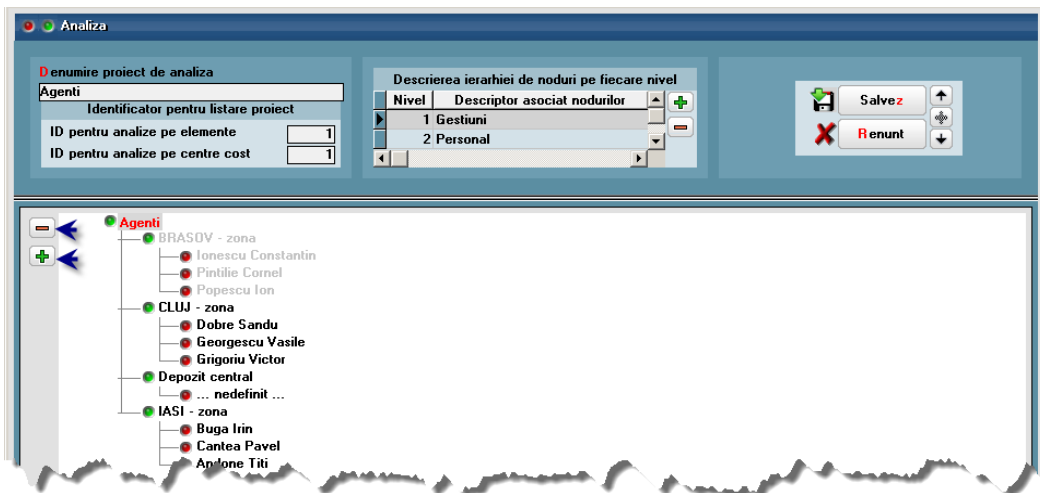 Analiza
Denumire proiect de analiza
Agenti
Identificator pentru listare proiect
ID pentru analize pe elemente 1
ID pentru analize pe centre cost 1
Descrierea ierarhiei de noduri pe fiecare nivel
Nivel Descriptor asociat nodurilor
1 Gestiuni
2 Personal
Salvez
Renunt
Agenti
BRASOV - zona
Ionescu Constantin
Pintilie Cornel
Popescu Ion
CLUJ - zona
Dobre Sandu
Georgescu Vasile
Grigoriu Victor
Depozit central
... nedefinit ...
IASI - zona
Buga Irin
Cantea Pavel
Andone Titi